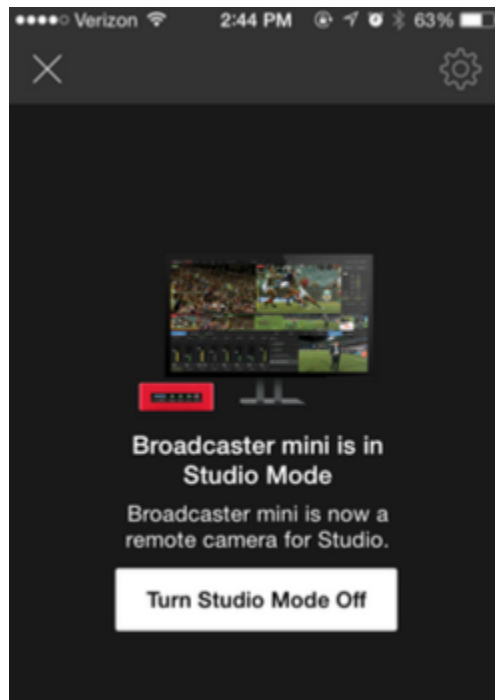 Verizon 2:44 PM 63%
Broadcaster mini is in
Studio Mode
Broadcaster mini is now a
remote camera for Studio.
Turn Studio Mode Off